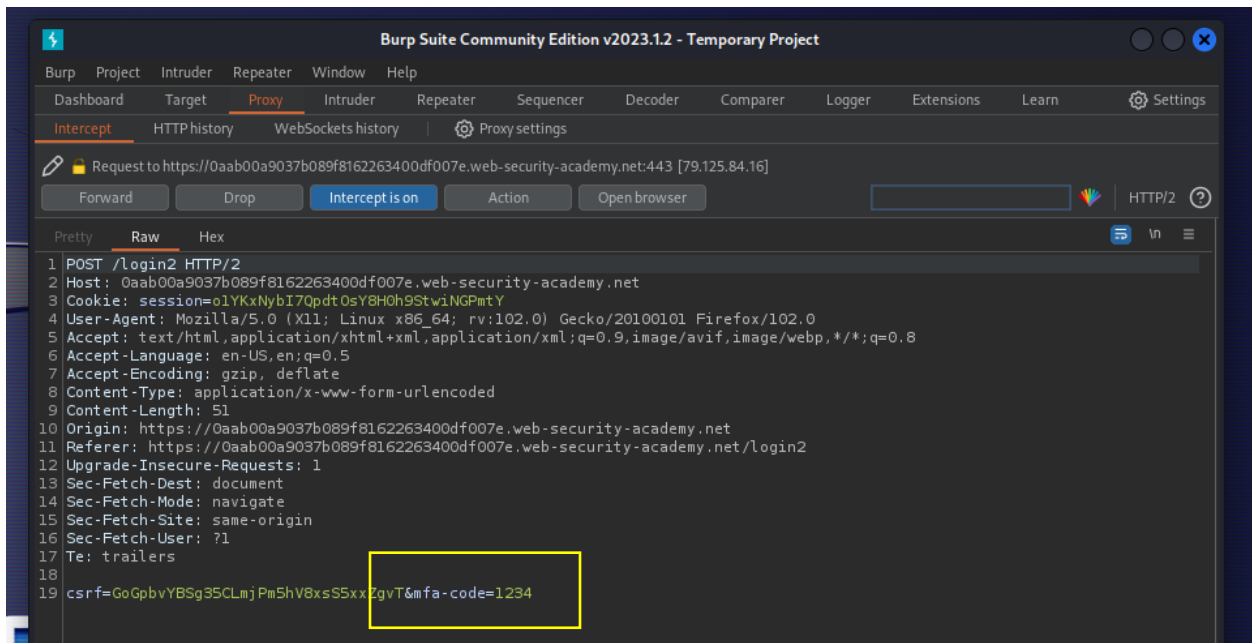 Burp Suite Community Edition v2023.1.2 - Temporary Project
Burp Project Intruder Repeater Window Help
Dashboard Target Proxy Intruder Repeater Sequencer Decoder Comparer Logger Extensions Learn Settings
Intercept HTTP history WebSockets history Proxy settings
Request to https://0aab00a9037b089f8162263400df007e.web-security-academy.net:443 [79.125.84.16]
Forward Drop Intercept is on Action Open browser HTTP/2 ?
Pretty Raw Hex \n
1 POST /login2 HTTP/2
2 Host: 0aab00a9037b089f8162263400df007e.web-security-academy.net
3 Cookie: session=olYKxNybI7QpdtOsY8H0h9StwiNGPmtY
4 User-Agent: Mozilla/5.0 (X11; Linux x86_64; rv:102.0) Gecko/20100101 Firefox/102.0
5 Accept: text/html,application/xhtml+xml,application/xml;q=0.9,image/avif,image/webp,*/*;q=0.8
6 Accept-Language: en-US,en;q=0.5
7 Accept-Encoding: gzip, deflate
8 Content-Type: application/x-www-form-urlencoded
9 Content-Length: 51
10 Origin: https://0aab00a9037b089f8162263400df007e.web-security-academy.net
11 Referer: https://0aab00a9037b089f8162263400df007e.web-security-academy.net/login2
12 Upgrade-Insecure-Requests: 1
13 Sec-Fetch-Dest: document
14 Sec-Fetch-Mode: navigate
15 Sec-Fetch-Site: same-origin
16 Sec-Fetch-User: ?1
17 Te: trailers
18
19 csrf=GoGpbvYBSg35CLmjPm5hV8xsS5xxZgvT&mfa-code=1234